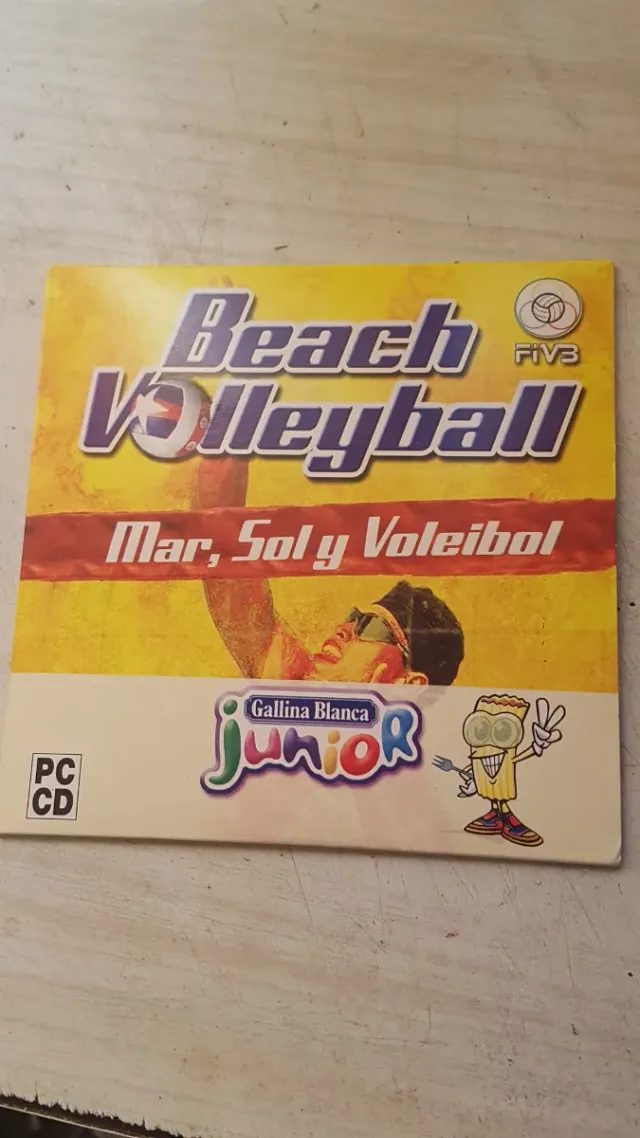 Beach
Volleyball
FIVB
Mar, Sol y Voleibol
Gallina Blanca
junior
PC
CD